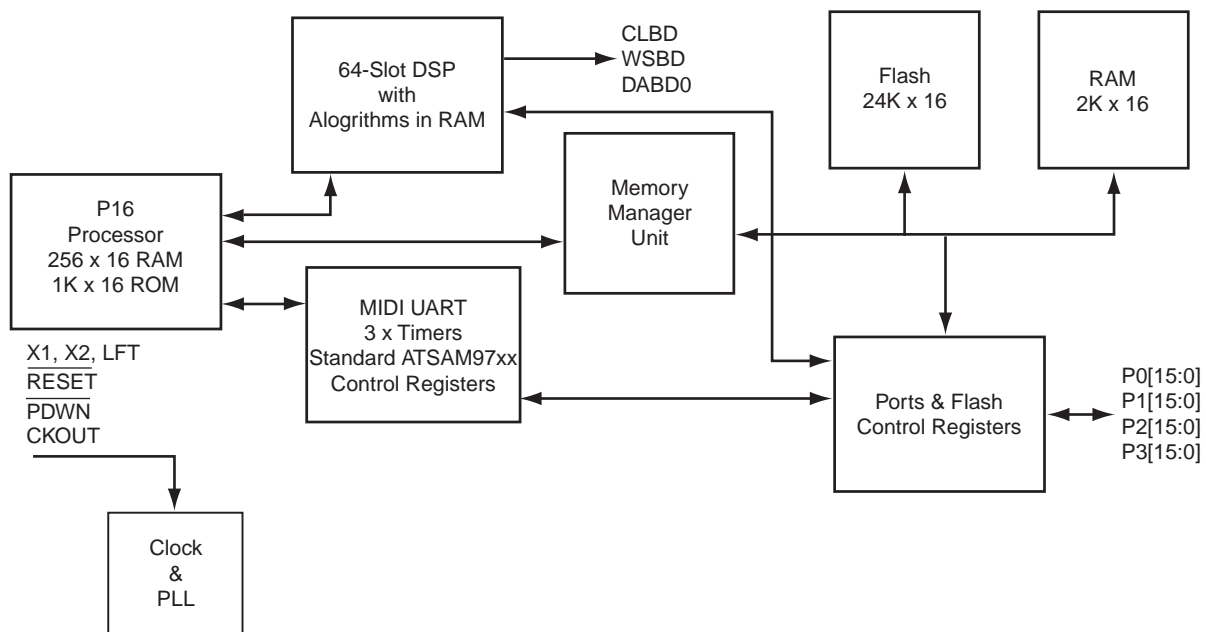 64-Slot DSP
with
Alogrithms in RAM
CLBD
WSBD
DABD0
Flash
24K x 16
RAM
2K x 16
P16
Processor
256 x 16 RAM
1K x 16 ROM
Memory
Manager
Unit
MIDI UART
3 x Timers
Standard ATSAM97xx
Control Registers
X1, X2, LFT
RESET
PDWN
CKOUT
Ports & Flash
Control Registers
P0[15:0]
P1[15:0]
P2[15:0]
P3[15:0]
Clock
&
PLL